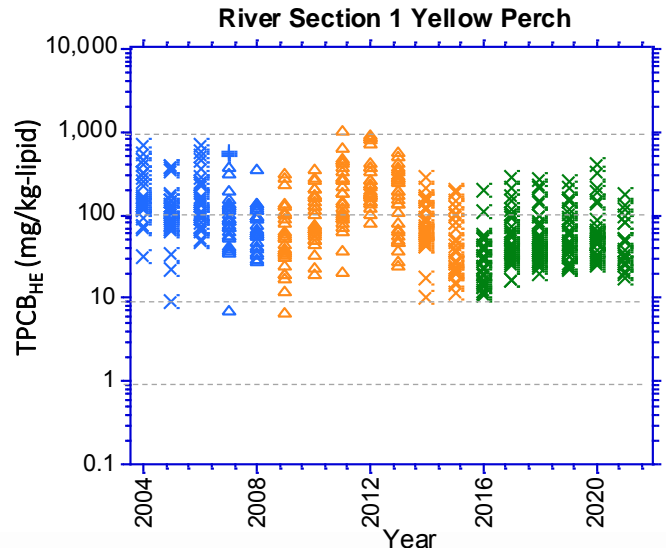 River Section 1 Yellow Perch
TPCB_HE (mg/kg-lipid)
10,000
1,000
100
10
1
0.1
2004 2008 2012 2016 2020
Year